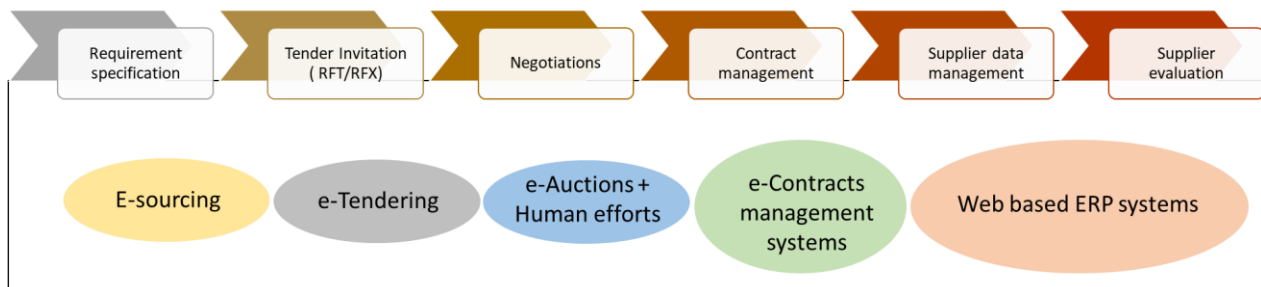 Requirement
specification
Tender Invitation
( RFT/RFX)
Negotiations
Contract
management
Supplier data
management
Supplier
evaluation
E-sourcing
e-Tendering
e-Auctions +
Human efforts
e-Contracts
management
systems
Web based ERP systems